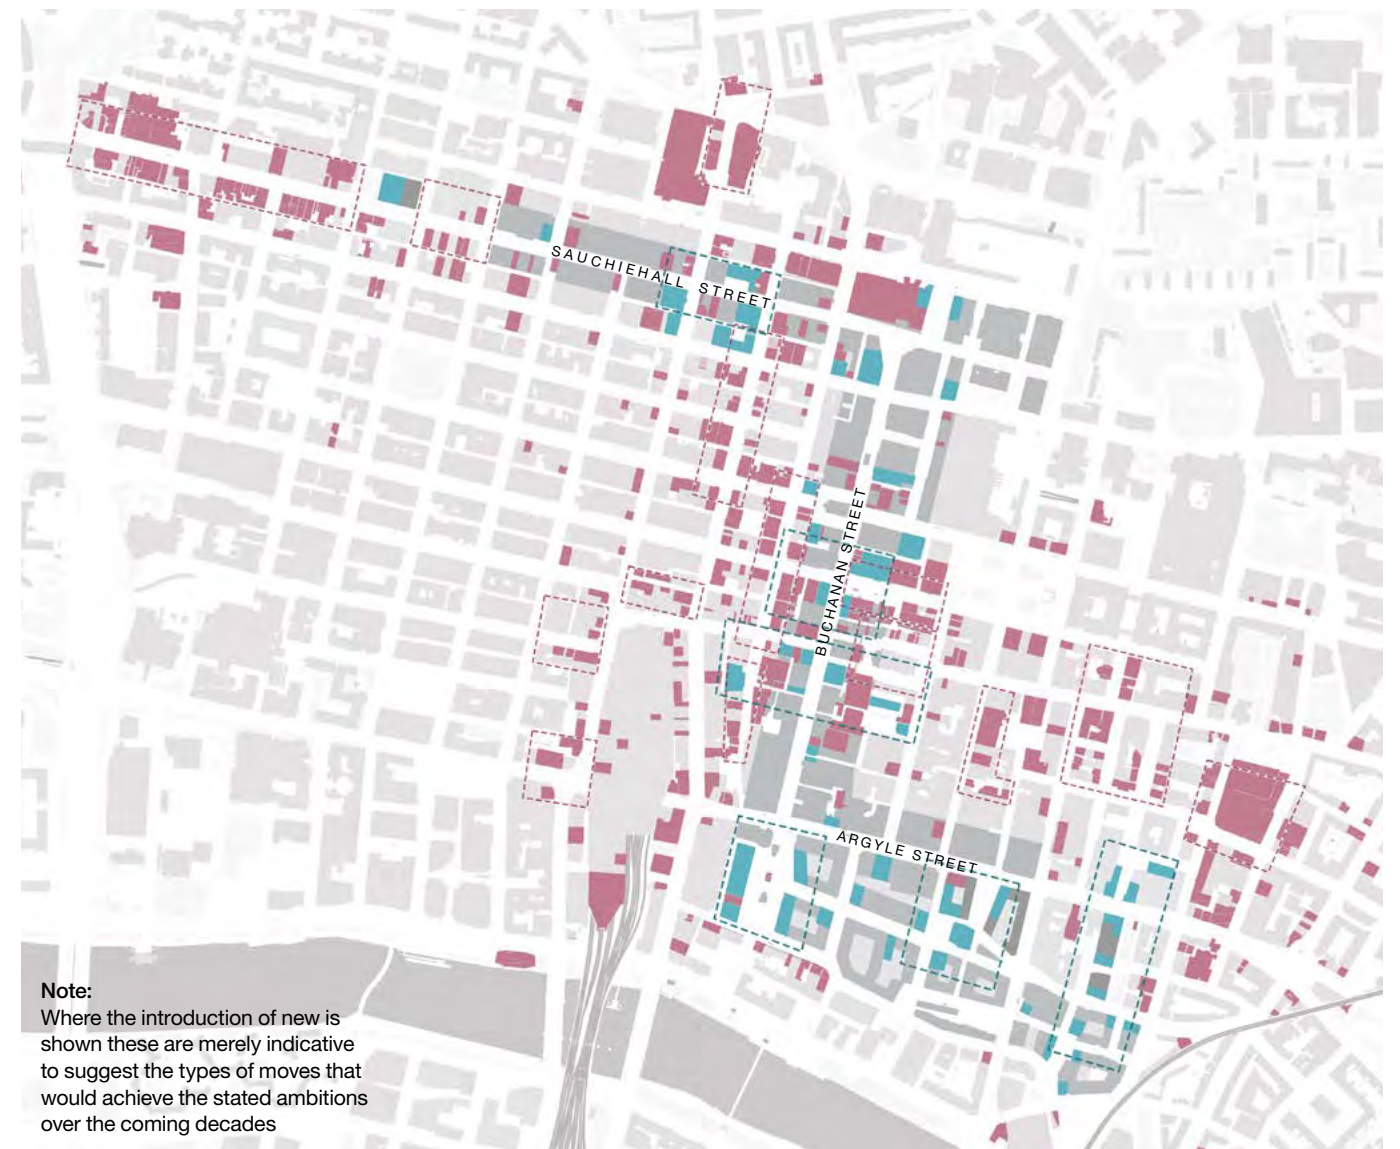 SAUCHIEHALL STREET
BUCHANAN STREET
ARGYLE STREET
Note:
Where the introduction of new is
shown these are merely indicative
to suggest the types of moves that
would achieve the stated ambitions
over the coming decades